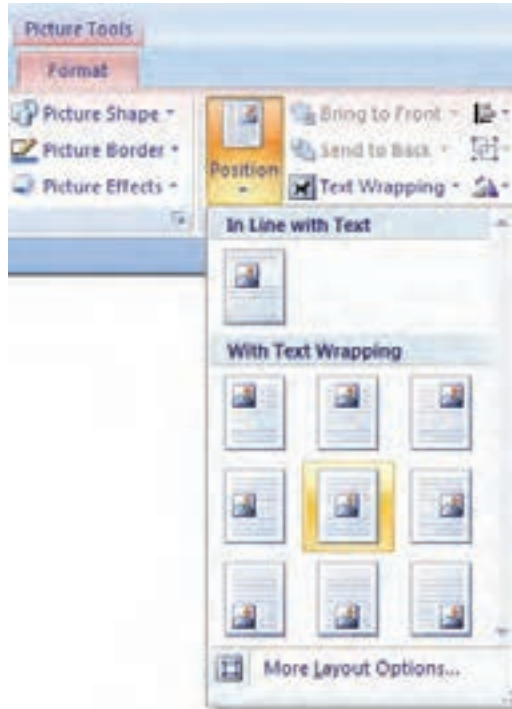 Picture Tools
Format
Picture Shape
Picture Border
Picture Effects
Position
Bring to Front
Send to Back
Text Wrapping
In Line with Text
With Text Wrapping
More Layout Options...